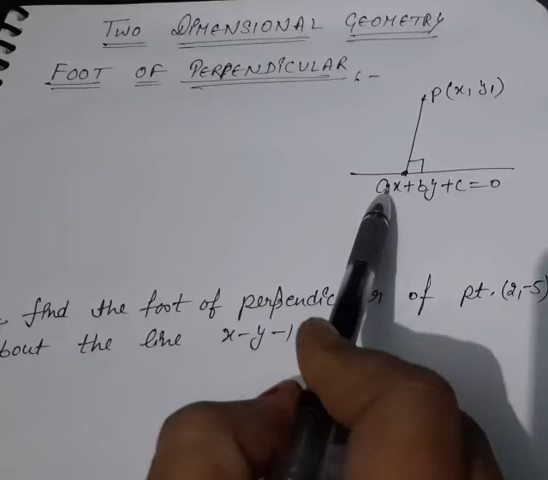 TWO DIMENSIONAL GEOMETRY
FOOT OF PERPENDICULAR :-
P(x1, y1)
ax+by+c=0
find the foot of of pt. (2,-5)
bout the line x-y-1